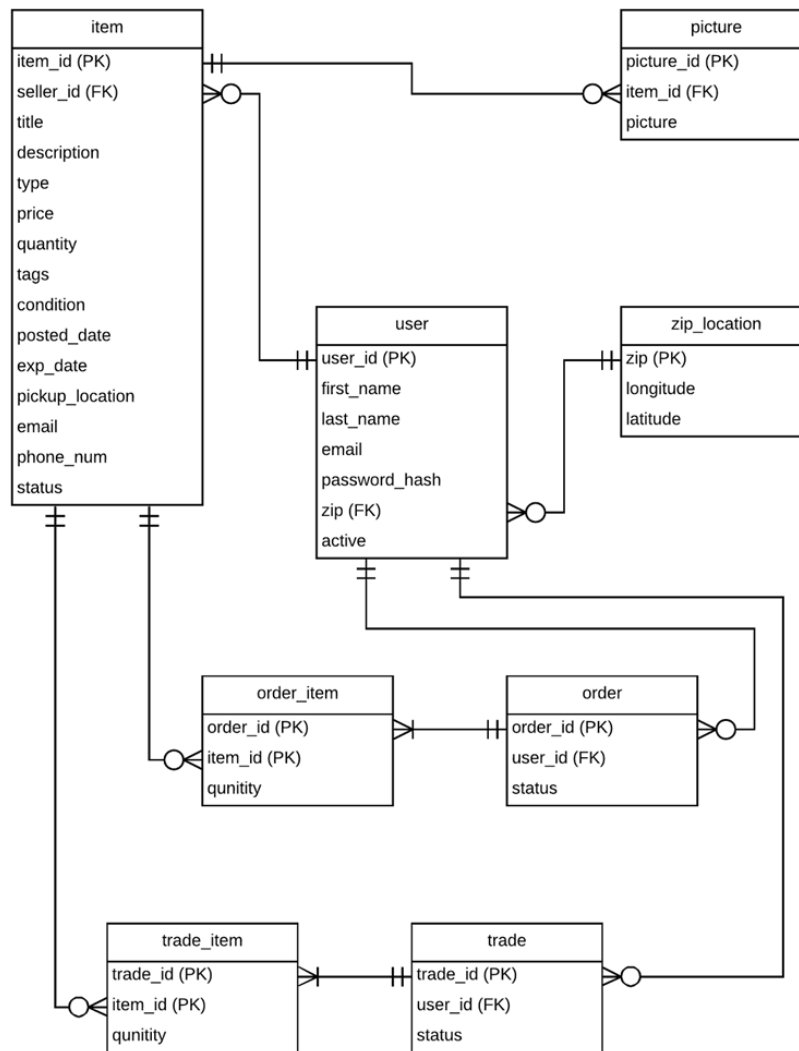 item
item_id (PK)
seller_id (FK)
title
description
type
price
quantity
tags
condition
posted_date
exp_date
pickup_location
email
phone_num
status
picture
picture_id (PK)
item_id (FK)
picture
user
user_id (PK)
first_name
last_name
email
password_hash
zip (FK)
active
zip_location
zip (PK)
longitude
latitude
order_item
order_id (PK)
item_id (PK)
qunitity
order
order_id (PK)
user_id (FK)
status
trade_item
trade_id (PK)
item_id (PK)
qunitity
trade
trade_id (PK)
user_id (FK)
status